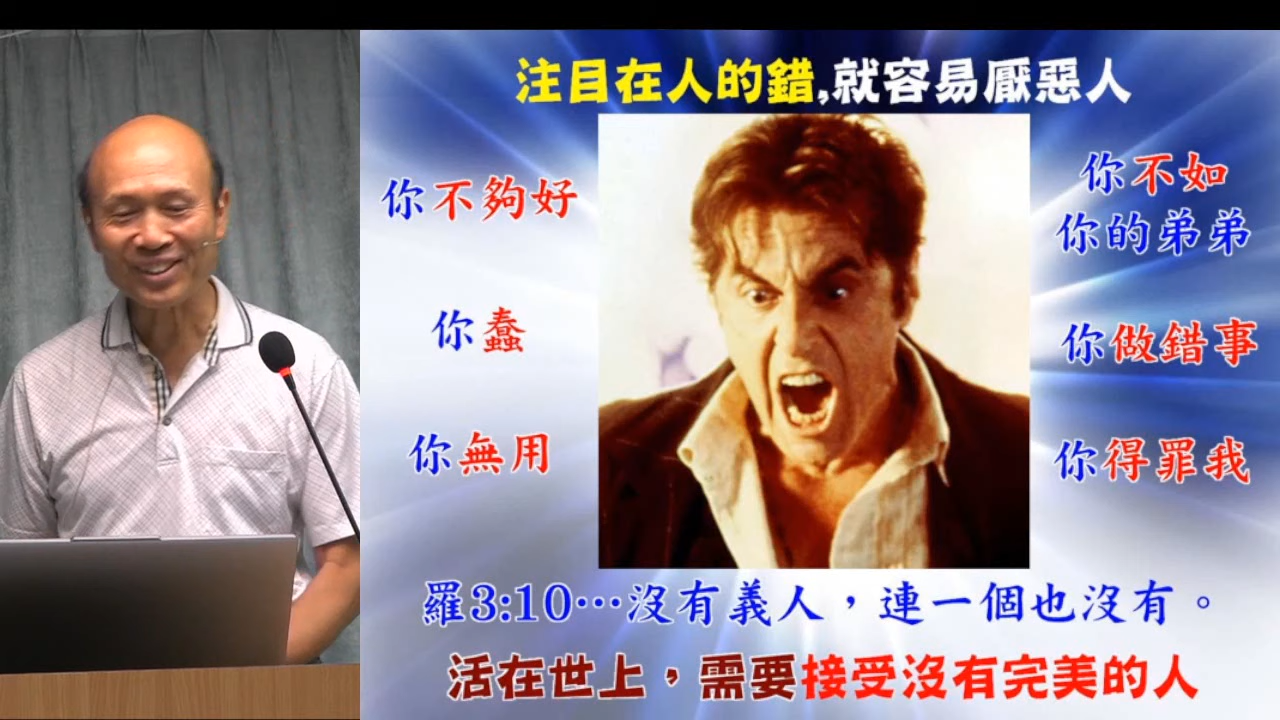 注目在人的錯,就容易厭惡人
你不夠好
你蠢
你無用
你不如
你的弟弟
你做錯事
你得罪我
羅3:10…沒有義人，連一個也沒有。
活在世上，需要接受沒有完美的人